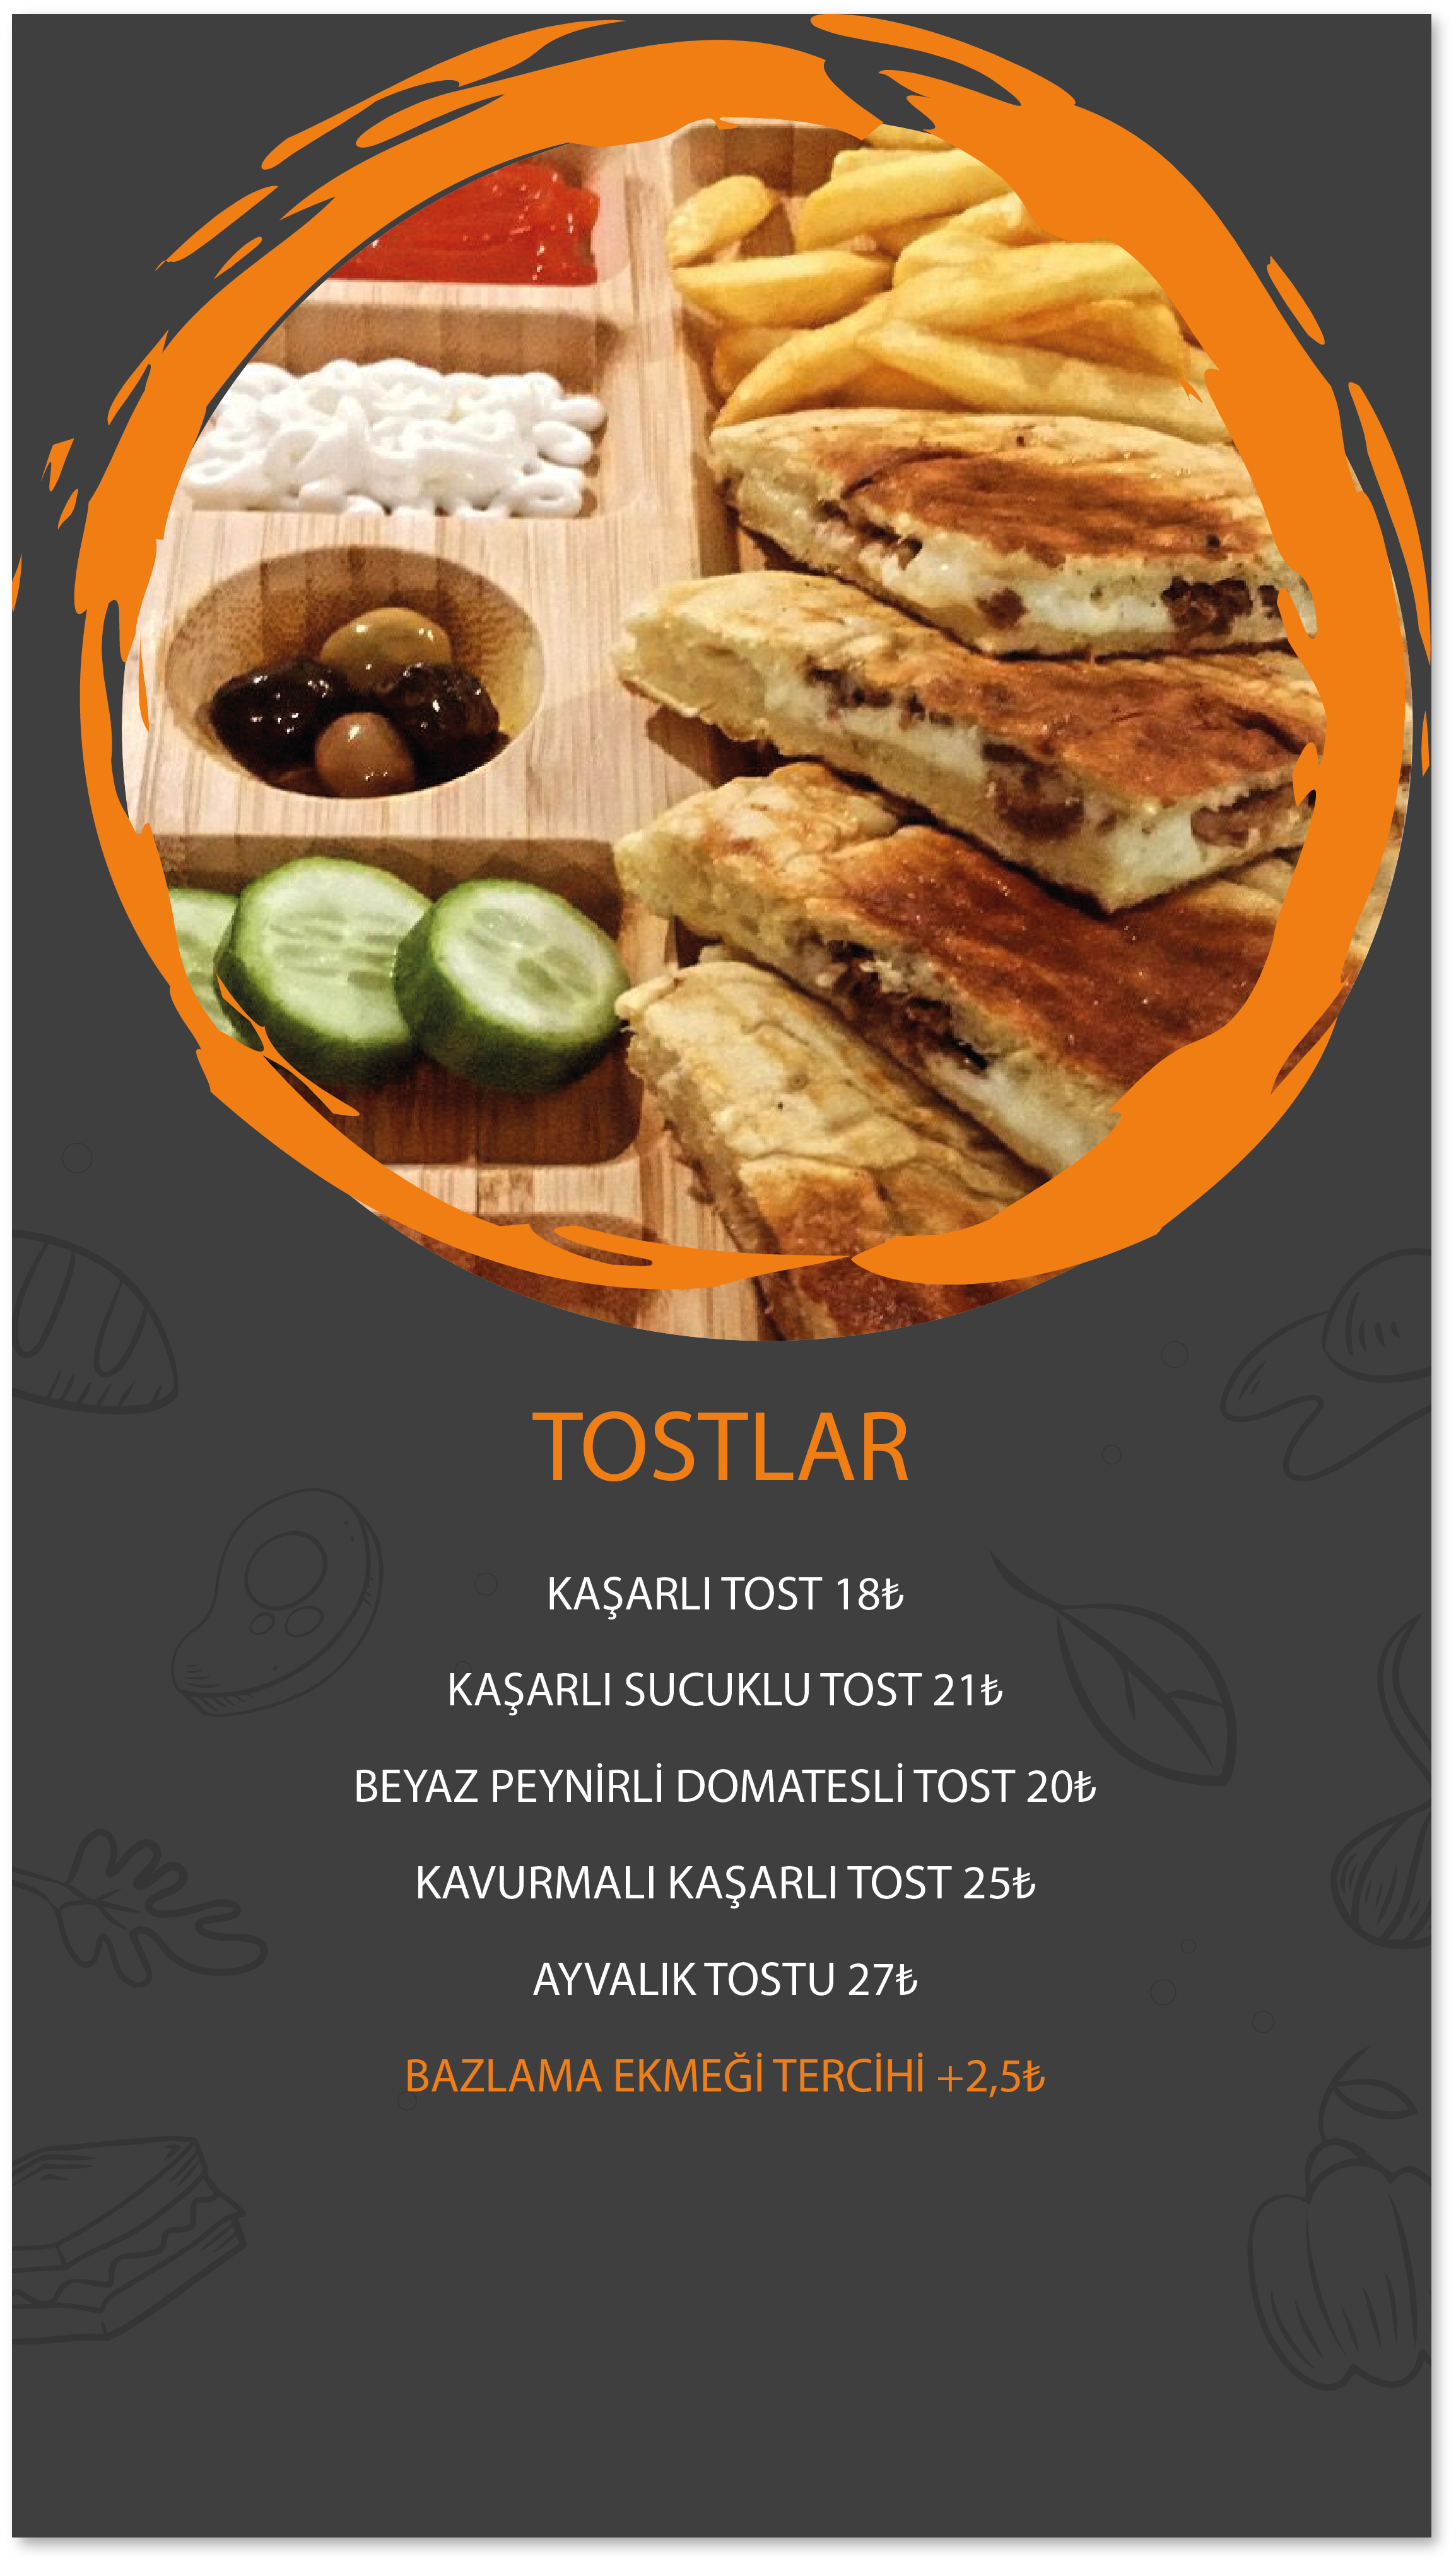 TOSTLAR
KAŞARLI TOST 18₺
KAŞARLI SUCUKLU TOST 21₺
BEYAZ PEYNİRLİ DOMATESLİ TOST 20₺
KAVURMALI KAŞARLI TOST 25₺
AYVALIK TOSTU 27₺
BAZLAMA EKMEĞİ TERCİHİ +2,5₺